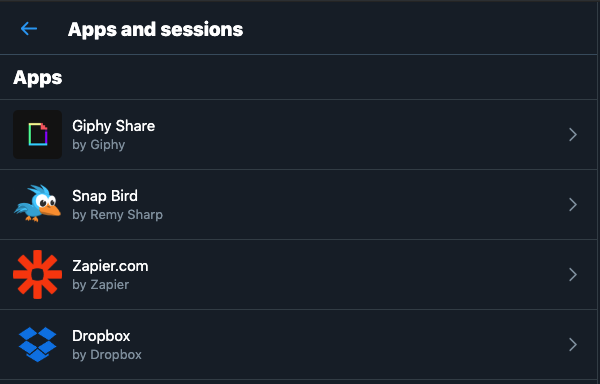 Apps and sessions
Apps
Giphy Share
by Giphy
Snap Bird
by Remy Sharp
Zapier.com
by Zapier
Dropbox
by Dropbox